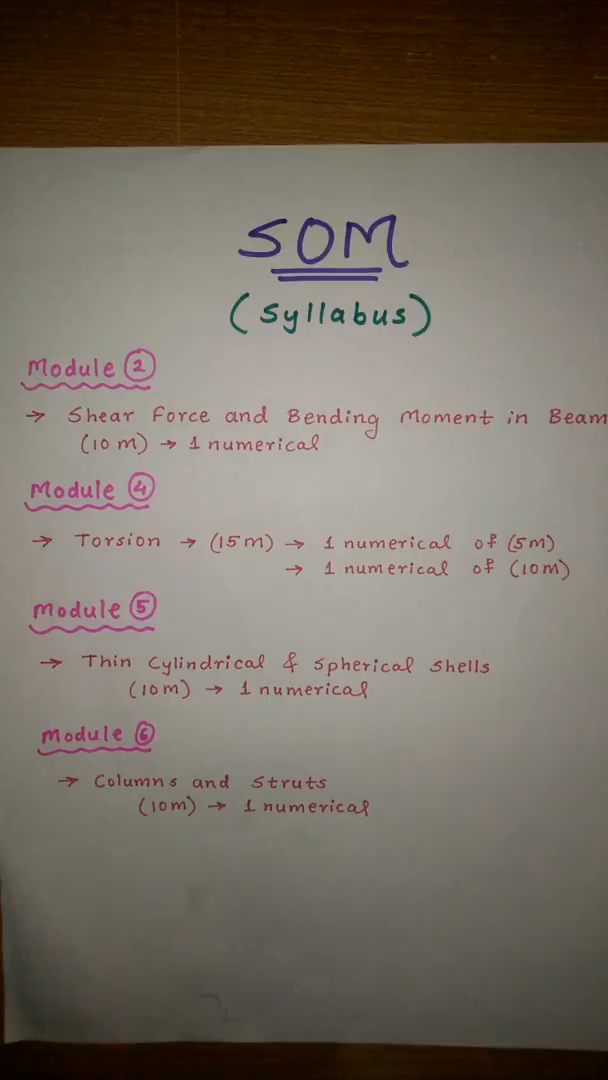 SOM
(Syllabus)
Module 2
→ Shear Force and Bending Moment in Beam
(10 m) → 1 numerical
Module 4
→ Torsion → (15m) → 1 numerical of (5m)
→ 1 numerical of (10m)
Module 5
→ Thin Cylindrical & Spherical Shells
(10m) → 1 numerical
Module 6
→ Columns and Struts
(10m) → 1 numerical